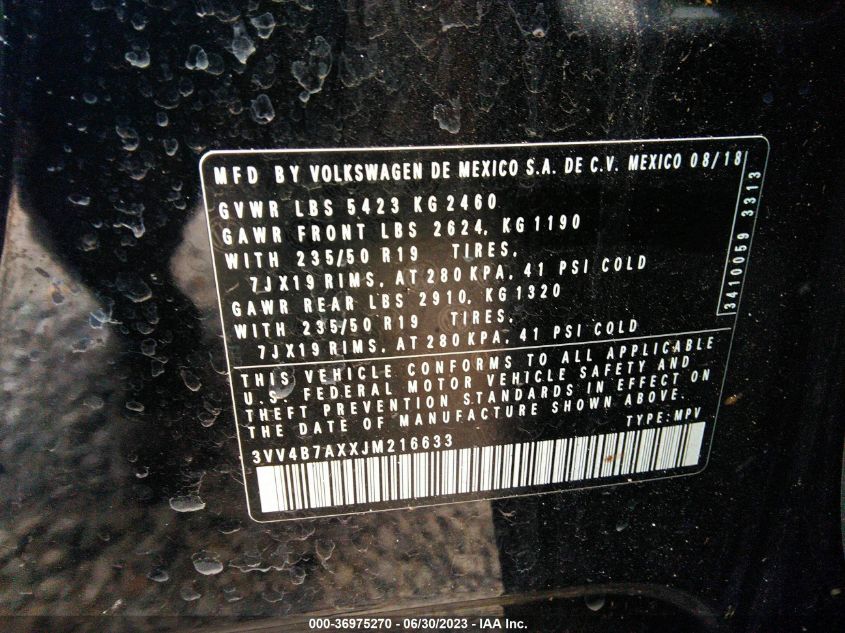 MFD BY VOLKSWAGEN DE MEXICO S.A. DE C.V. MEXICO 08/18
GVWR LBS 5423 KG 2460
GAWR FRONT LBS 2624, KG 1190
WITH 235/50 R19 TIRES,
7JX19 RIMS, AT 280 KPA, 41 PSI COLD
GAWR REAR LBS 2910, KG 1320
WITH 235/50 R19 TIRES,
7JX19 RIMS, AT 280 KPA, 41 PSI COLD
3410059 3313
THIS VEHICLE CONFORMS TO ALL APPLICABLE
U.S. FEDERAL MOTOR VEHICLE SAFETY AND
THEFT PREVENTION STANDARDS IN EFFECT ON
THE DATE OF MANUFACTURE SHOWN ABOVE.
TYPE: MPV
3VV4B7AXXJM216633
000-36975270 - 06/30/2023 - IAA Inc.